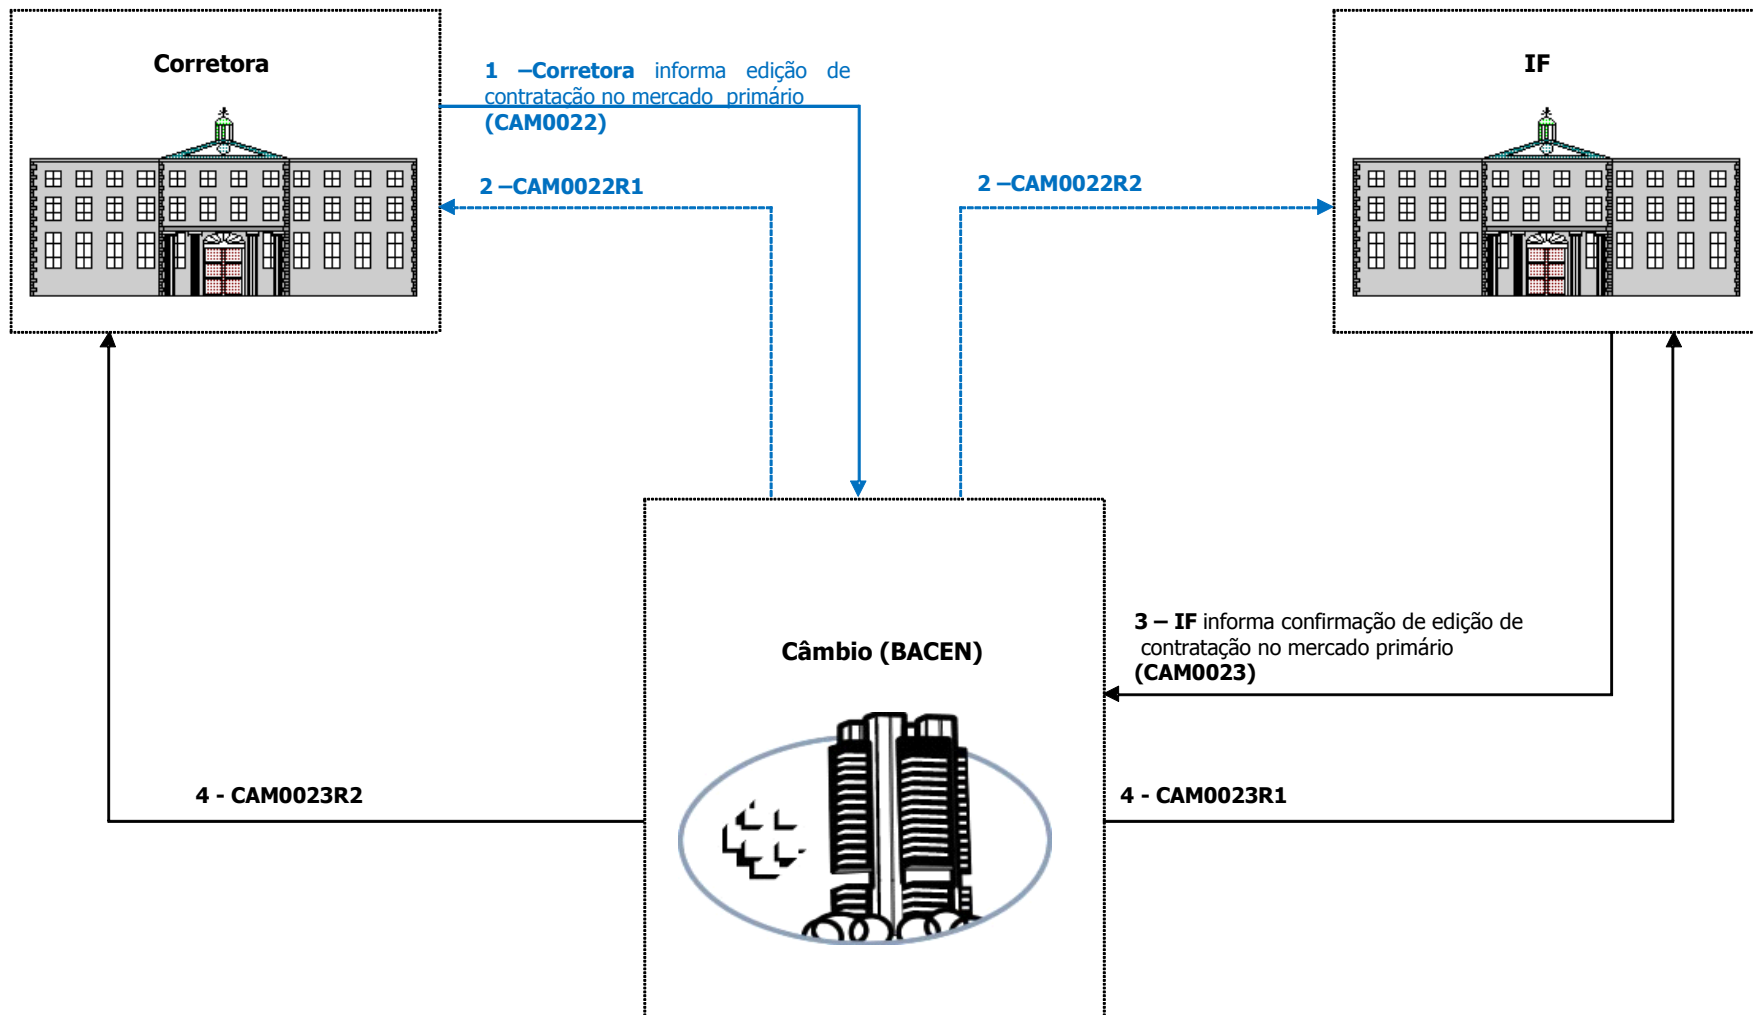 Corretora
IF
1 –Corretora informa edição de
contratação no mercado primário
(CAM0022)
2 –CAM0022R1
2 –CAM0022R2
3 – IF informa confirmação de edição de
contratação no mercado primário
(CAM0023)
Câmbio (BACEN)
4 - CAM0023R2
4 - CAM0023R1